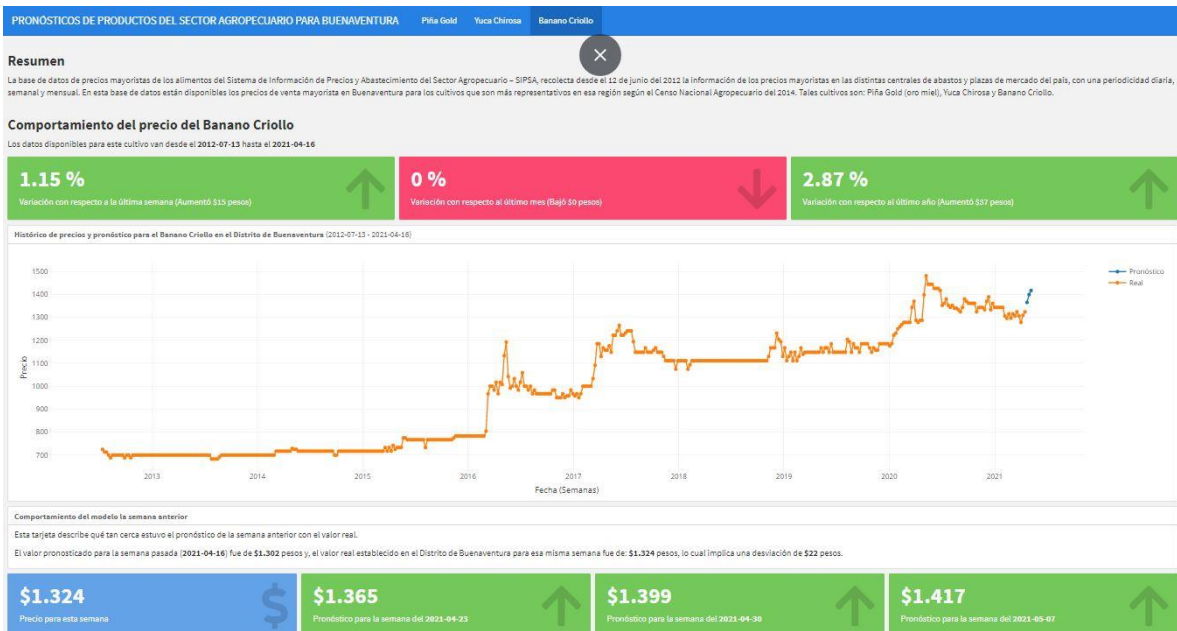 PRONÓSTICOS DE PRODUCTOS DEL SECTOR AGROPECUARIO PARA BUENAVENTURA Piña Gold Yuca Chirosa Banano Criollo
Resumen
La base de datos de precios mayoristas de los alimentos del Sistema de Información de Precios y Abastecimiento del Sector Agropecuario – SIPSA, recolecta desde el 12 de junio del 2012 la información de los precios mayoristas en las distintas centrales de abastos y plazas de mercado del país, con una periodicidad diaria,
semanal y mensual. En esta base de datos están disponibles los precios de venta mayorista en Buenaventura para los cultivos que son más representativos en esa región según el Censo Nacional Agropecuario del 2014. Tales cultivos son: Piña Gold (oro miel), Yuca Chirosa y Banano Criollo.
Comportamiento del precio del Banano Criollo
Los datos disponibles para este cultivo van desde el 2012-07-13 hasta el 2021-04-16
1.15 % 0 % 2.87 %
Variación con respecto a la última semana (Aumentó $15 pesos) Variación con respecto al último mes (Bajó $0 pesos) Variación con respecto al último año (Aumentó $37 pesos)
Histórico de precios y pronóstico para el Banano Criollo en el Distrito de Buenaventura (2012-07-13 - 2021-04-16)
1500
1400
1300
1200
1100
1000
900
800
700
Precio
2013 2014 2015 2016 2017 2018 2019 2020 2021
Fecha (Semanas)
Pronóstico
Real
Comportamiento del modelo la semana anterior
Esta tarjeta describe qué tan cerca estuvo el pronóstico de la semana anterior con el valor real.
El valor pronosticado para la semana pasada (2021-04-16) fue de $1.302 pesos y, el valor real establecido en el Distrito de Buenaventura para esa misma semana fue de: $1.324 pesos, lo cual implica una desviación de $22 pesos.
$1.324 $1.365 $1.399 $1.417
Precio para esta semana Pronóstico para la semana del 2021-04-23 Pronóstico para la semana del 2021-04-30 Pronóstico para la semana del 2021-05-07